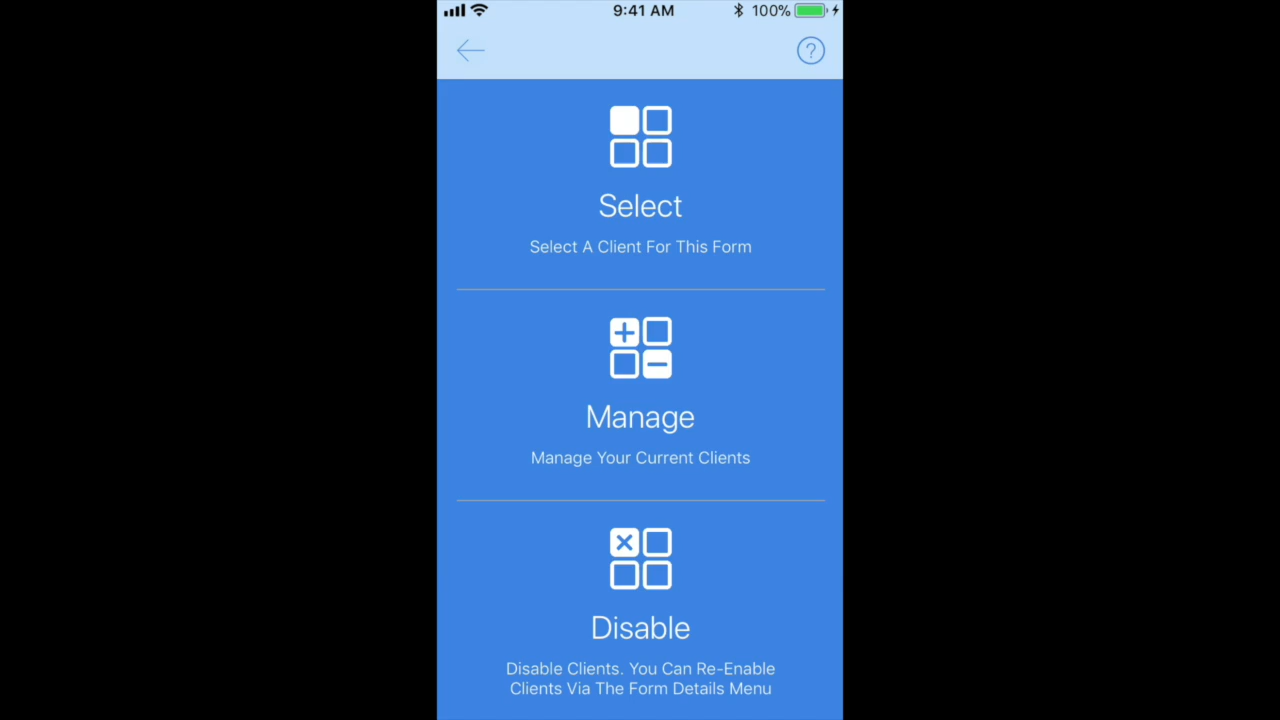 9:41 AM
100%
?
Select
Select A Client For This Form
Manage
Manage Your Current Clients
Disable
Disable Clients. You Can Re-Enable
Clients Via The Form Details Menu